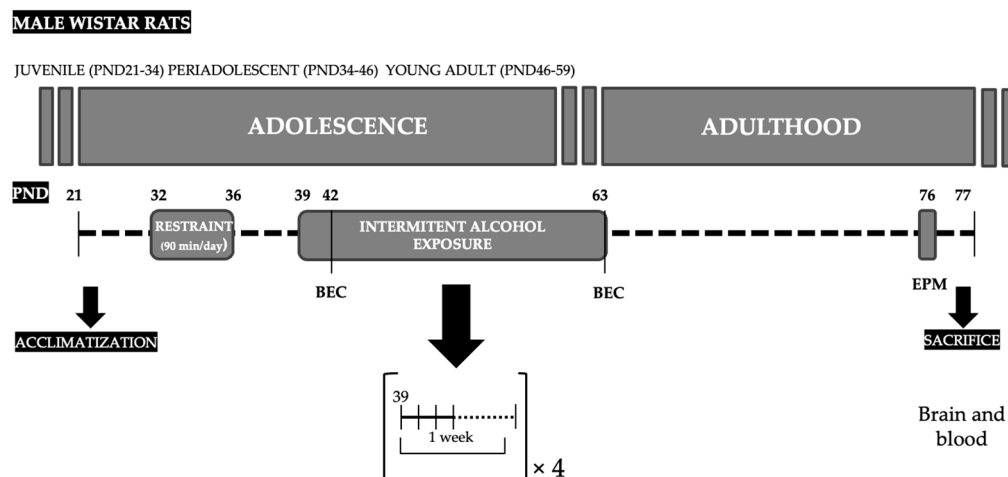 MALE WISTAR RATS
JUVENILE (PND21-34) PERIADOLESCENT (PND34-46) YOUNG ADULT (PND46-59)
ADOLESCENCE
ADULTHOOD
PND
21
32
36
39
42
63
76
77
RESTRAINT
(90 min/day)
INTERMITENT ALCOHOL
EXPOSURE
BEC
BEC
EPM
ACCLIMATIZATION
SACRIFICE
39
1 week
× 4
Brain and
blood